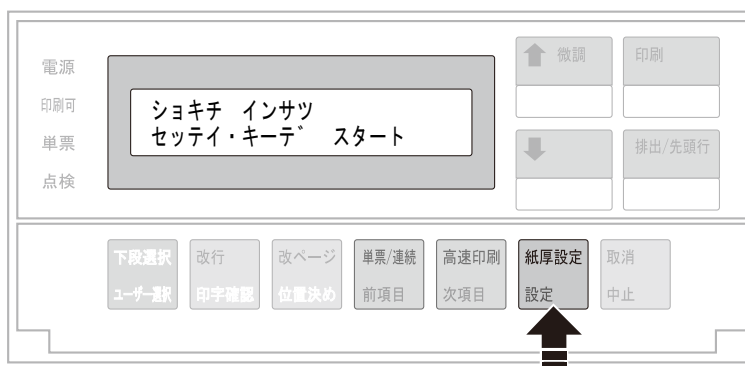 電源
印刷可
単票
点検
ショキチ インサツ
セッテイ・キーデ スタート
微調
印刷
排出/先頭行
下段選択
ユーザー選択
改行
印字確認
改ページ
位置決め
単票/連続
前項目
高速印刷
次項目
紙厚設定
設定
取消
中止